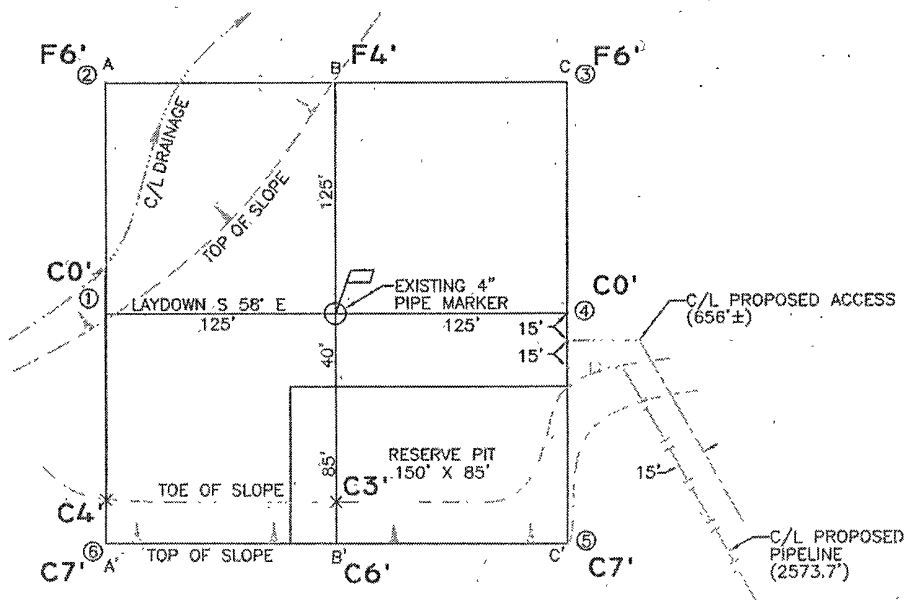 F6' A B F4' C F6'
② ③
C/L DRAINAGE
125'
TOP OF SLOPE
C0'
① LAYDOWN S 58° E
125'
EXISTING 4"
PIPE MARKER
125'
C0'
④
15'
15'
C/L PROPOSED ACCESS
(656'±)
40'
RESERVE PIT
150' X 85'
85'
TOE OF SLOPE
C3'
C4'
15'
⑥ A' TOP OF SLOPE B' C' ⑤
C7' C6' C7'
C/L PROPOSED
PIPELINE
(2573.7')